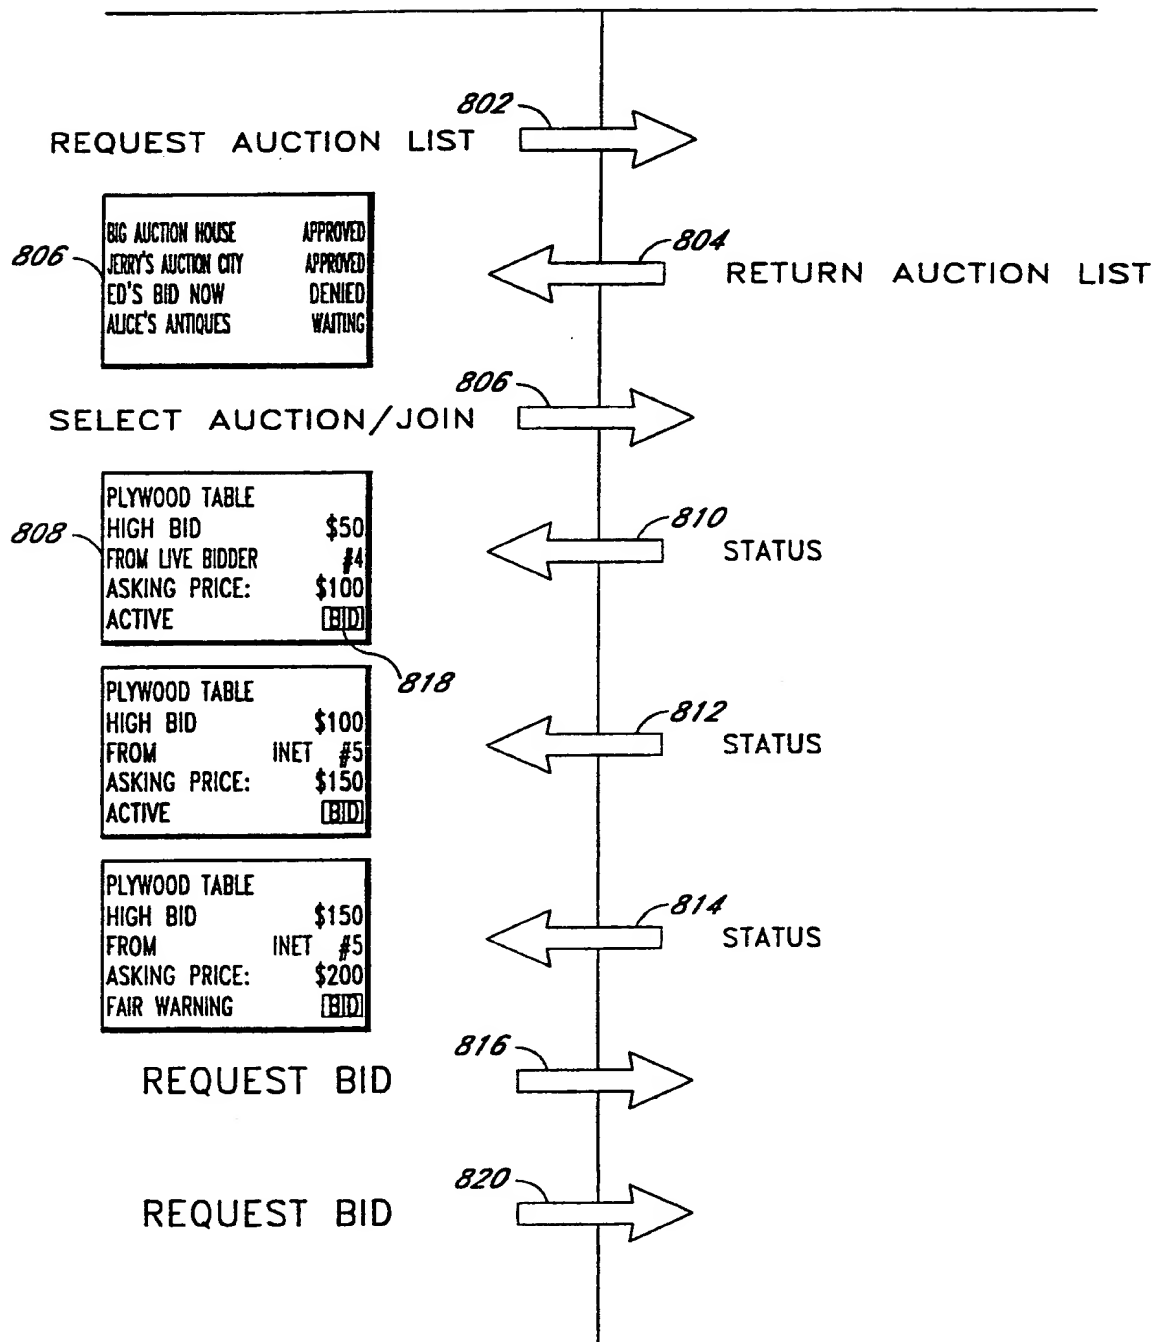 802
REQUEST AUCTION LIST
BIG AUCTION HOUSE APPROVED
JERRY'S AUCTION CITY APPROVED
ED'S BID NOW DENIED
ALICE'S ANTIQUES WAITING
806
804
RETURN AUCTION LIST
806
SELECT AUCTION/JOIN
PLYWOOD TABLE
HIGH BID $50
FROM LIVE BIDDER #4
ASKING PRICE: $100
ACTIVE BID
808
810
STATUS
818
PLYWOOD TABLE
HIGH BID $100
FROM INET #5
ASKING PRICE: $150
ACTIVE BID
812
STATUS
PLYWOOD TABLE
HIGH BID $150
FROM INET #5
ASKING PRICE: $200
FAIR WARNING BID
814
STATUS
816
REQUEST BID
820
REQUEST BID